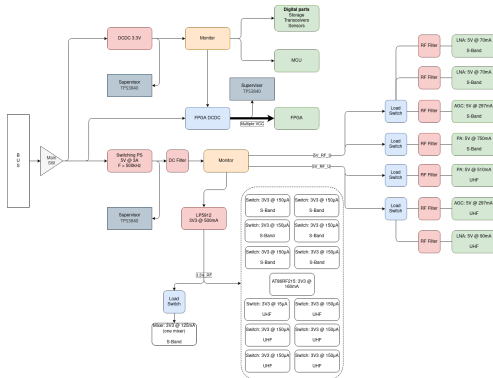 Digital parts
Storage
Transceivers
Sensors
DCDC 3.3V
Monitor
MCU
Supervisor
TPS3840
Supervisor
TPS3840
FPGA DCDC
Multiple VCC
FPGA
BUS
Main
SW
Switching PS
5V @ 3A
F = 500kHz
DC Filter
Monitor
5V_RF_S
5V_RF_U
Supervisor
TPS3840
LP5912
3V3 @ 500mA
3.3V_RF
Load
Switch
Mixer: 3V3 @ 120mA
(one mixer)
S-Band
Switch: 3V3 @ 150µA
S-Band
Switch: 3V3 @ 150µA
S-Band
Switch: 3V3 @ 150µA
S-Band
Switch: 3V3 @ 150µA
S-Band
Switch: 3V3 @ 150µA
S-Band
Switch: 3V3 @ 150µA
S-Band
AT86RF215: 3V3 @
Switch: 3V3 @ 15µA
UHF
Switch: 3V3 @ 150µA
UHF
Switch: 3V3 @ 150µA
UHF
Switch: 3V3 @ 150µA
UHF
Switch: 3V3 @ 150µA
UHF
Switch: 3V3 @ 150µA
UHF
Load
Switch
RF Filter
LNA: 5V @ 70mA
S-Band
RF Filter
LNA: 5V @ 70mA
S-Band
RF Filter
AGC: 5V @ 297mA
S-Band
Load
Switch
RF Filter
PA: 5V @ 750mA
S-Band
Load
Switch
RF Filter
PA: 5V @ 510mA
UHF
Load
Switch
RF Filter
AGC: 5V @ 297mA
UHF
RF Filter
LNA: 5V @ 90mA
UHF